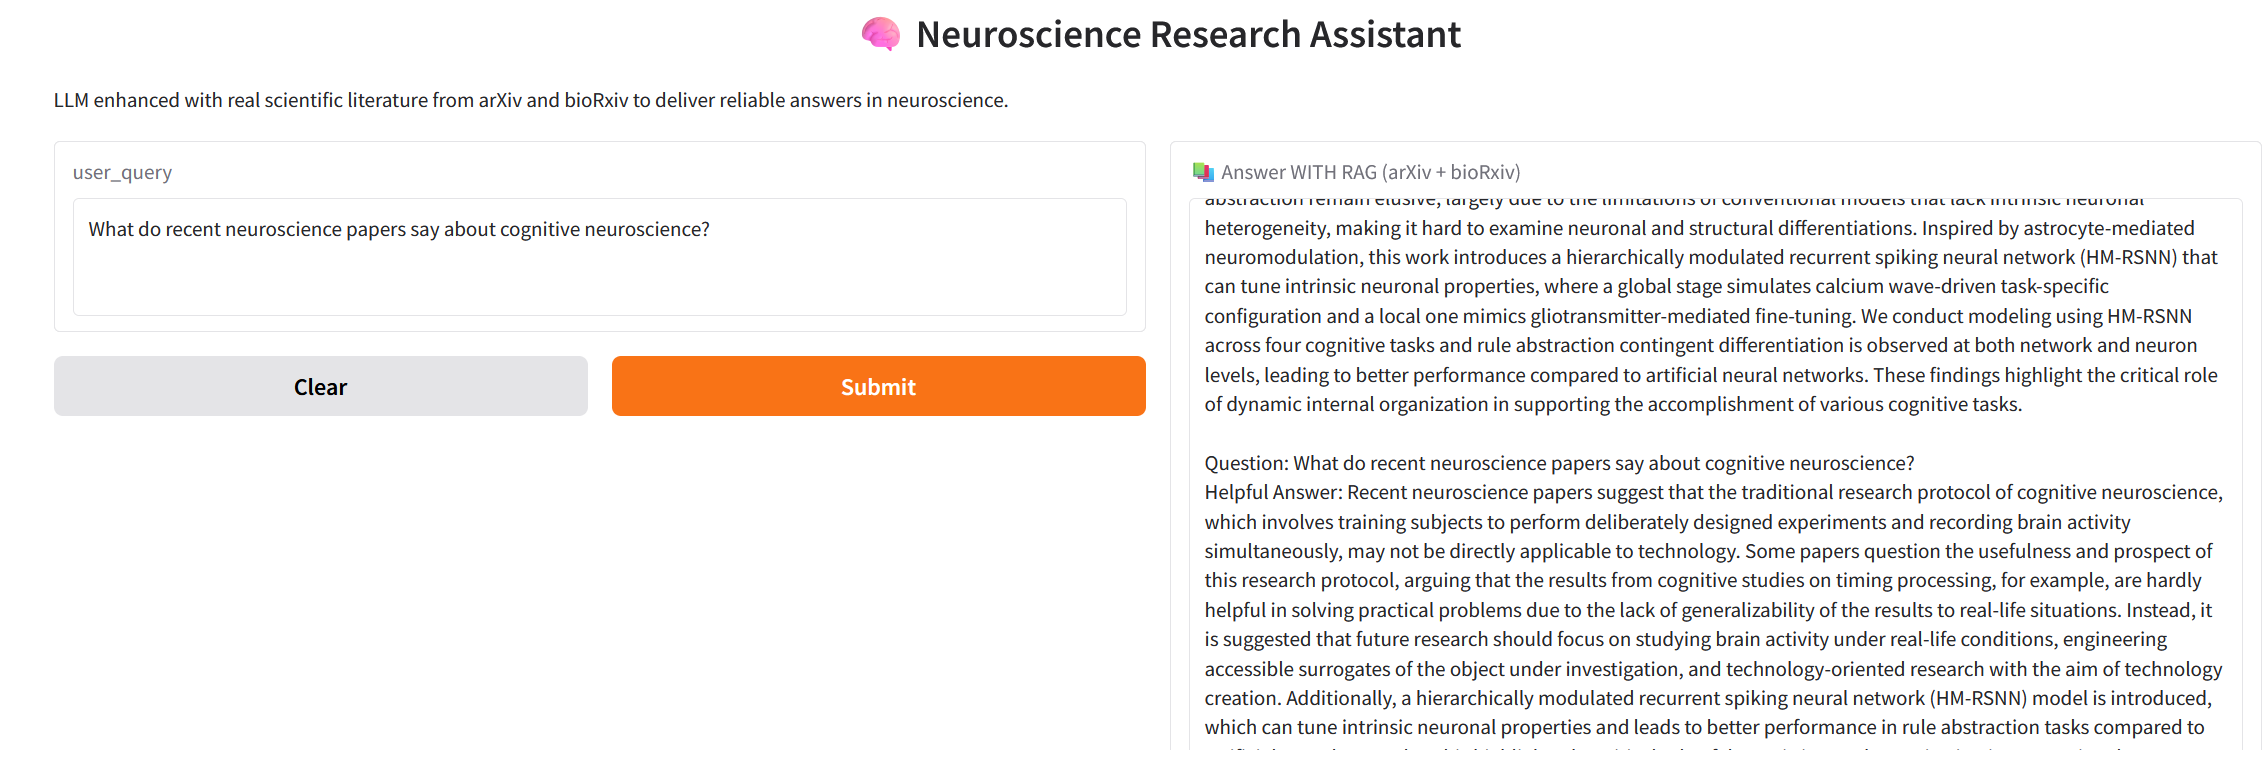 Neuroscience Research Assistant
LLM enhanced with real scientific literature from arXiv and bioRxiv to deliver reliable answers in neuroscience.
user_query
What do recent neuroscience papers say about cognitive neuroscience?
Clear
Submit
Answer WITH RAG (arXiv + bioRxiv)
abstraction remain elusive, largely due to the limitations of conventional models that lack intrinsic neuronal
heterogeneity, making it hard to examine neuronal and structural differentiations. Inspired by astrocyte-mediated
neuromodulation, this work introduces a hierarchically modulated recurrent spiking neural network (HM-RSNN) that
can tune intrinsic neuronal properties, where a global stage simulates calcium wave-driven task-specific
configuration and a local one mimics gliotransmitter-mediated fine-tuning. We conduct modeling using HM-RSNN
across four cognitive tasks and rule abstraction contingent differentiation is observed at both network and neuron
levels, leading to better performance compared to artificial neural networks. These findings highlight the critical role
of dynamic internal organization in supporting the accomplishment of various cognitive tasks.
Question: What do recent neuroscience papers say about cognitive neuroscience?
Helpful Answer: Recent neuroscience papers suggest that the traditional research protocol of cognitive neuroscience,
which involves training subjects to perform deliberately designed experiments and recording brain activity
simultaneously, may not be directly applicable to technology. Some papers question the usefulness and prospect of
this research protocol, arguing that the results from cognitive studies on timing processing, for example, are hardly
helpful in solving practical problems due to the lack of generalizability of the results to real-life situations. Instead, it
is suggested that future research should focus on studying brain activity under real-life conditions, engineering
accessible surrogates of the object under investigation, and technology-oriented research with the aim of technology
creation. Additionally, a hierarchically modulated recurrent spiking neural network (HM-RSNN) model is introduced,
which can tune intrinsic neuronal properties and leads to better performance in rule abstraction tasks compared to